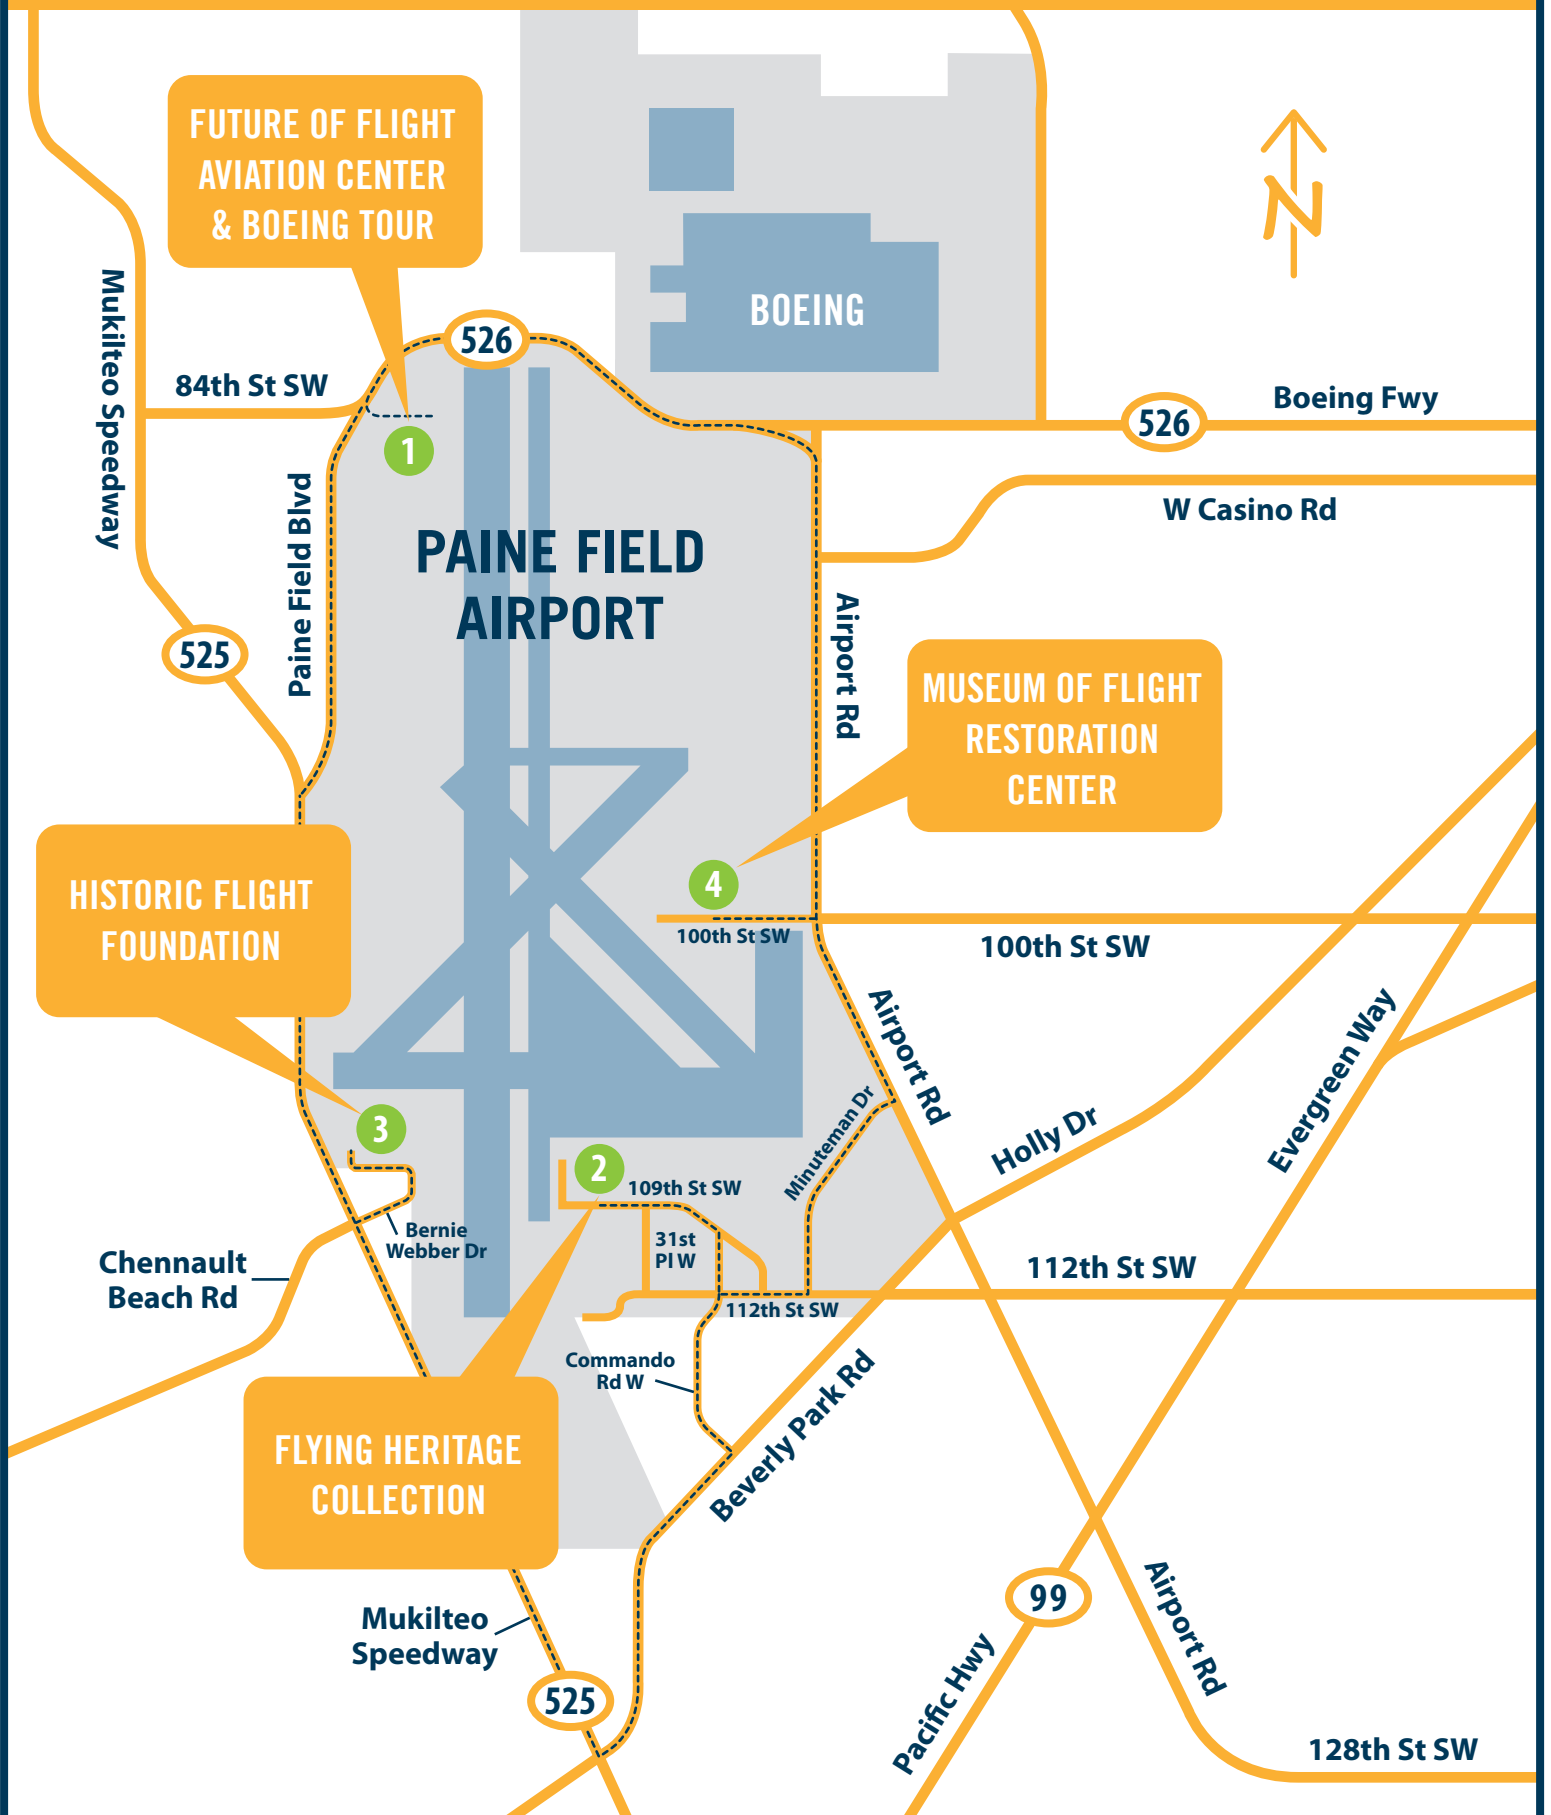 FUTURE OF FLIGHT
AVIATION CENTER
& BOEING TOUR
N
BOEING
526
84th St SW
Mukilteo Speedway
1
Boeing Fwy
526
W Casino Rd
Paine Field Blvd
PAINE FIELD
AIRPORT
Airport Rd
525
MUSEUM OF FLIGHT
RESTORATION
CENTER
HISTORIC FLIGHT
FOUNDATION
4
100th St SW
100th St SW
Airport Rd
Evergreen Way
Holly Dr
Minuteman Dr
3
2
109th St SW
Bernie
Webber Dr
31st
Pl W
Chennault
Beach Rd
112th St SW
112th St SW
Commando
Rd W
Beverly Park Rd
FLYING HERITAGE
COLLECTION
Mukilteo
Speedway
525
99
Airport Rd
Pacific Hwy
128th St SW